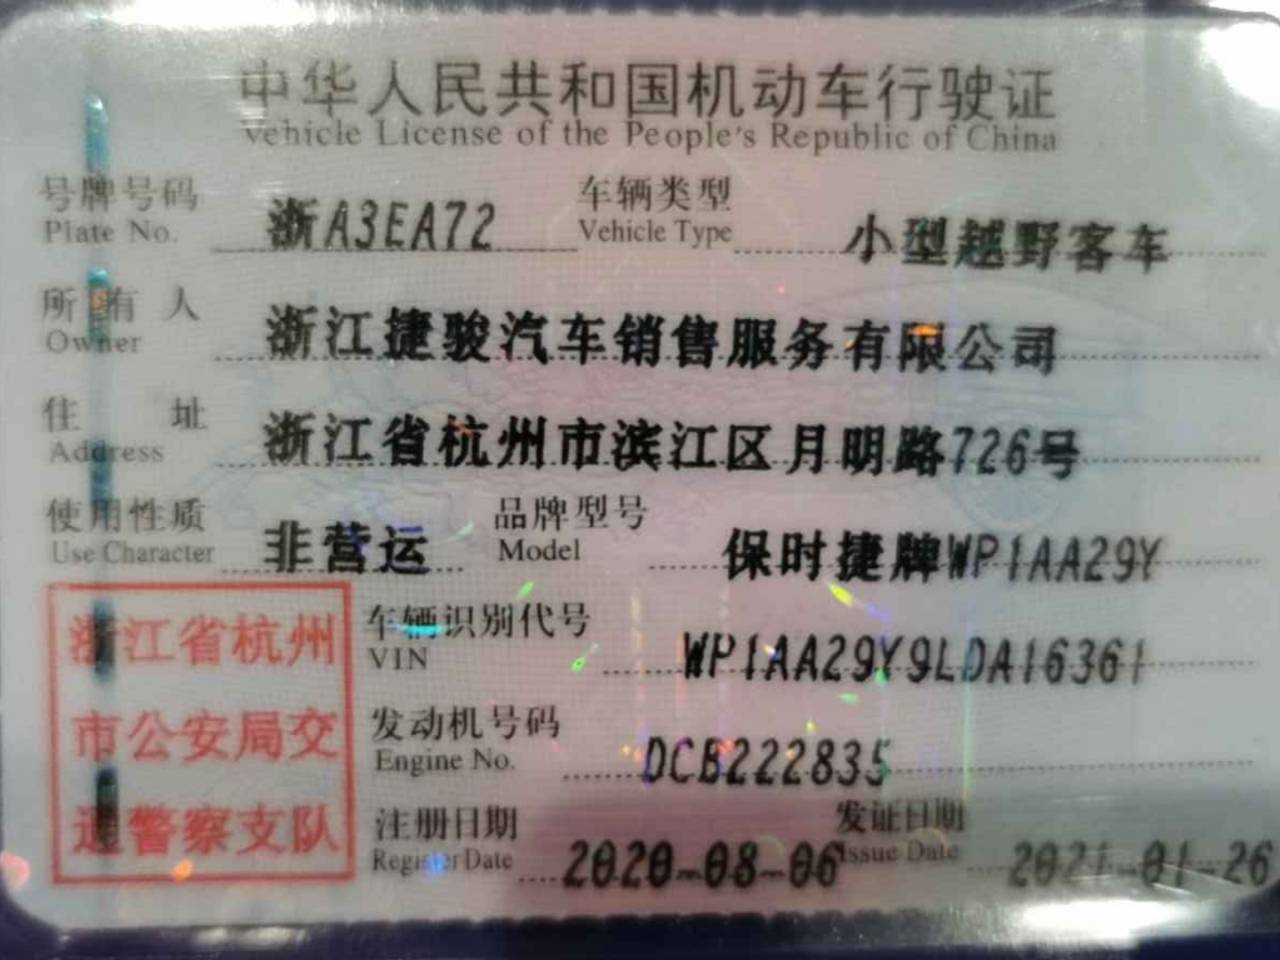 中华人民共和国机动车行驶证
Vehicle License of the People's Republic of China
号牌号码 浙A3EA72 车辆类型 小型越野客车
Plate No. Vehicle Type
所有人 浙江捷骏汽车销售服务有限公司
Owner
住址 浙江省杭州市滨江区月明路726号
Address
使用性质 非营运 品牌型号 保时捷牌WP1AA29Y
Use Character Model
浙江省杭州
市公安局交
通警察支队
车辆识别代号 WP1AA29Y9LDA16361
VIN
发动机号码 DCB222835
Engine No.
注册日期 2020-08-06 发证日期 2021-01-26
Register Date Issue Date